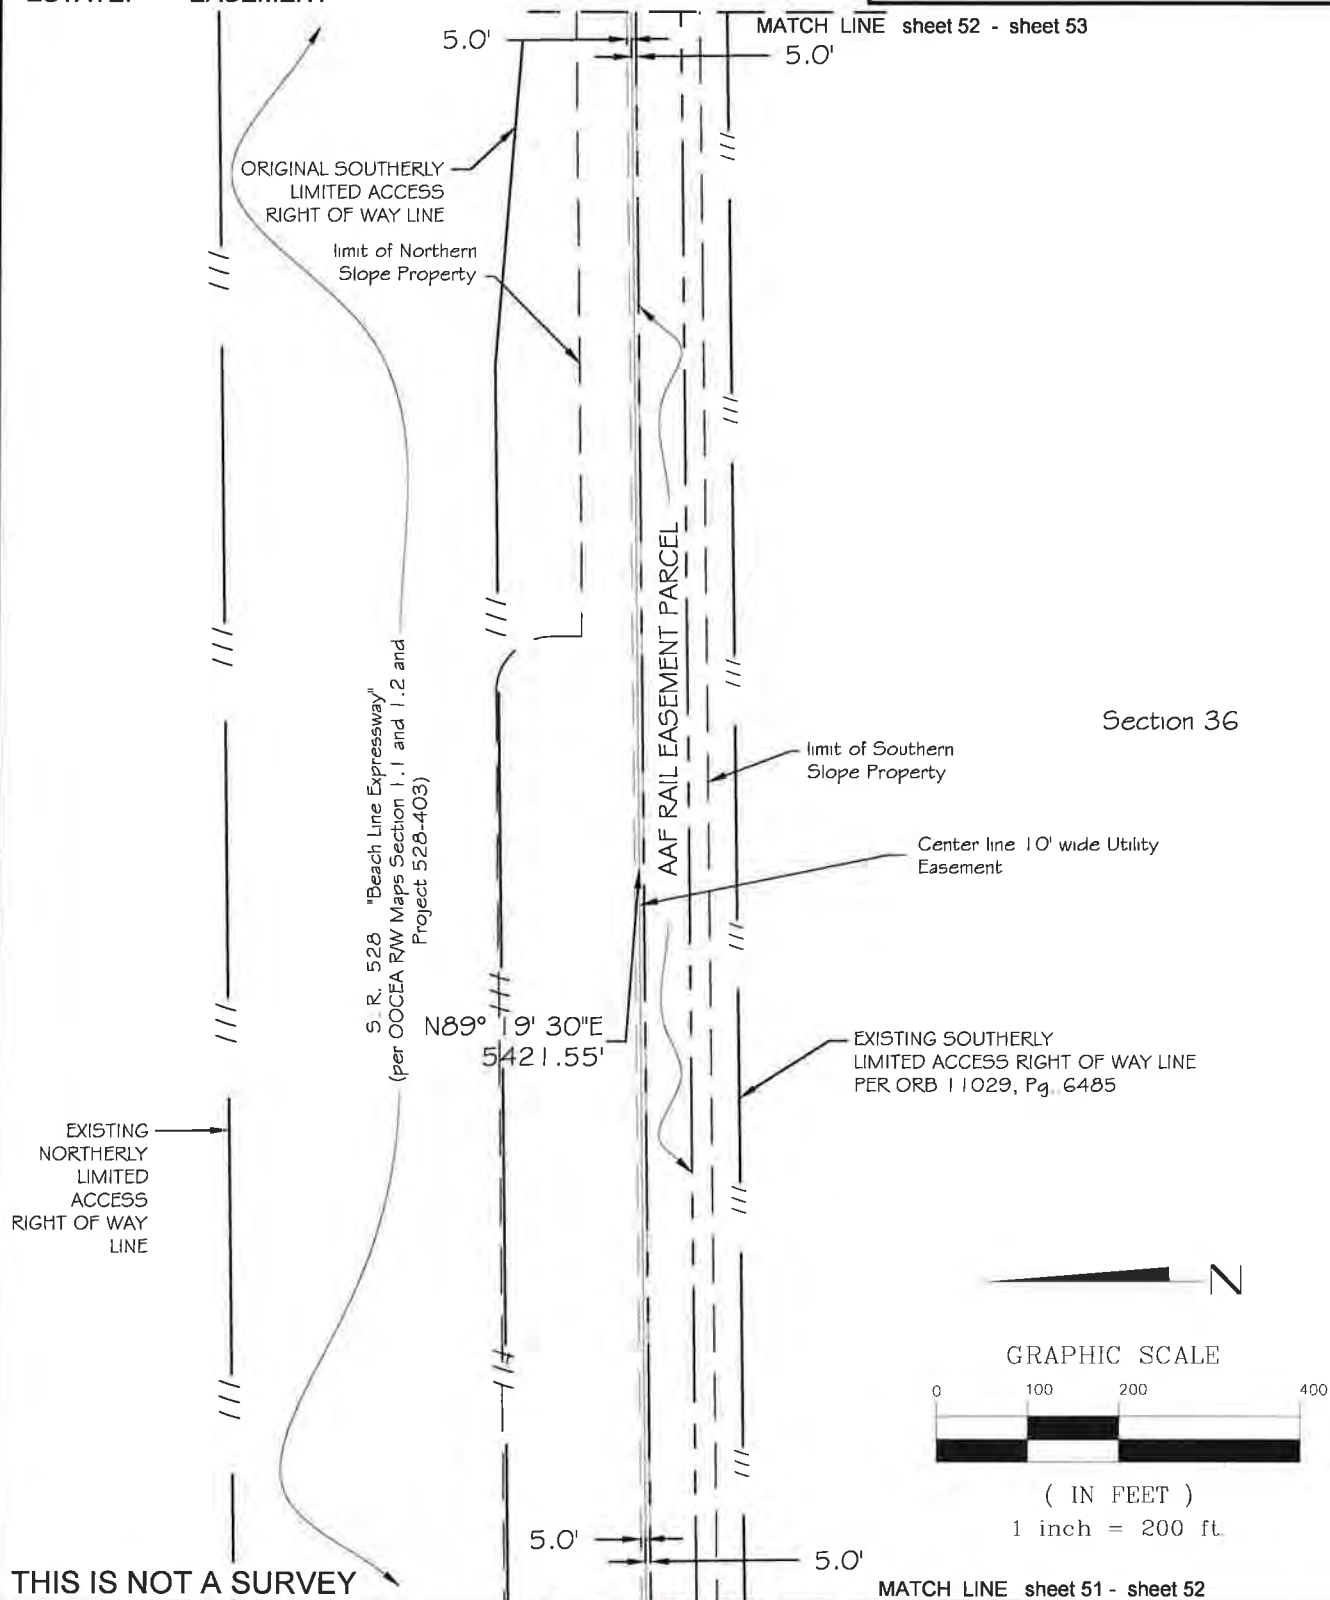 MATCH LINE sheet 52 - sheet 53
5.0'
5.0'
ORIGINAL SOUTHERLY
LIMITED ACCESS
RIGHT OF WAY LINE
limit of Northern
Slope Property
AAF RAIL EASEMENT PARCEL
S. R. 528 "Beach Line Expressway"
(per OOCEA R/W Maps Section 1.1 and 1.2 and
Project 528-403)
Section 36
limit of Southern
Slope Property
Center line 10' wide Utility
Easement
N89° 19' 30"E
5421.55'
EXISTING SOUTHERLY
LIMITED ACCESS RIGHT OF WAY LINE
PER ORB 11029, Pg. 6485
EXISTING
NORTHERLY
LIMITED
ACCESS
RIGHT OF WAY
LINE
N
GRAPHIC SCALE
0 100 200 400
( IN FEET )
1 inch = 200 ft.
5.0'
5.0'
THIS IS NOT A SURVEY
MATCH LINE sheet 51 - sheet 52